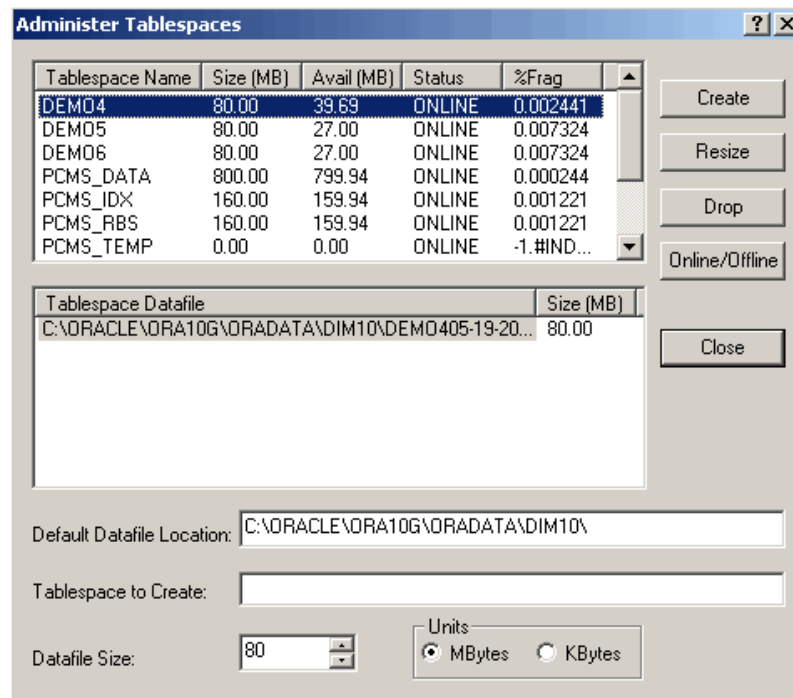 Administer Tablespaces
Tablespace Name Size (MB) Avail (MB) Status %Frag
DEMO4 80.00 39.69 ONLINE 0.002441
DEMO5 80.00 27.00 ONLINE 0.007324
DEMO6 80.00 27.00 ONLINE 0.007324
PCMS_DATA 800.00 799.94 ONLINE 0.000244
PCMS_IDX 160.00 159.94 ONLINE 0.001221
PCMS_RBS 160.00 159.94 ONLINE 0.001221
PCMS_TEMP 0.00 0.00 ONLINE -1.#IND...
Create
Resize
Drop
Online/Offline
Close
Tablespace Datafile Size (MB)
C:\ORACLE\ORA10G\ORADATA\DIM10\DEMO405-19-20... 80.00
Default Datafile Location: C:\ORACLE\ORA10G\ORADATA\DIM10\
Tablespace to Create:
Datafile Size: 80
Units
MBytes KBytes